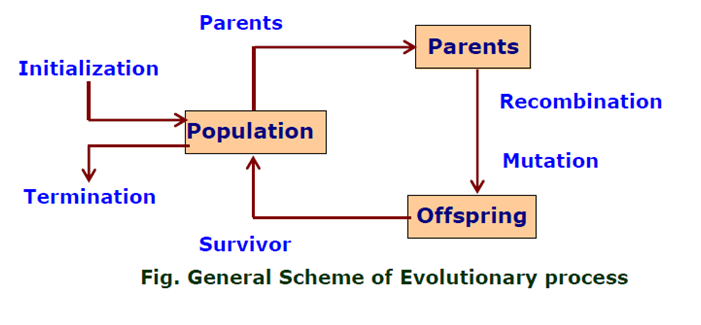 Parents
Parents
Initialization
Recombination
Population
Mutation
Termination
Offspring
Survivor
Fig. General Scheme of Evolutionary process